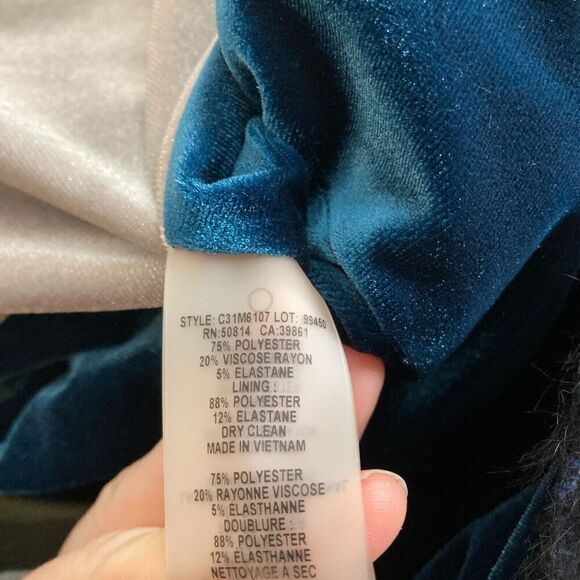 STYLE: C31M6107 LOT: 99450
RN:50814 CA:39861
75% POLYESTER
20% VISCOSE RAYON
5% ELASTANE
LINING :
88% POLYESTER
12% ELASTANE
DRY CLEAN
MADE IN VIETNAM
75% POLYESTER
20% RAYONNE VISCOSE
5% ELASTHANNE
DOUBLURE :
88% POLYESTER
12% ELASTHANNE
NETTOYAGE À SEC